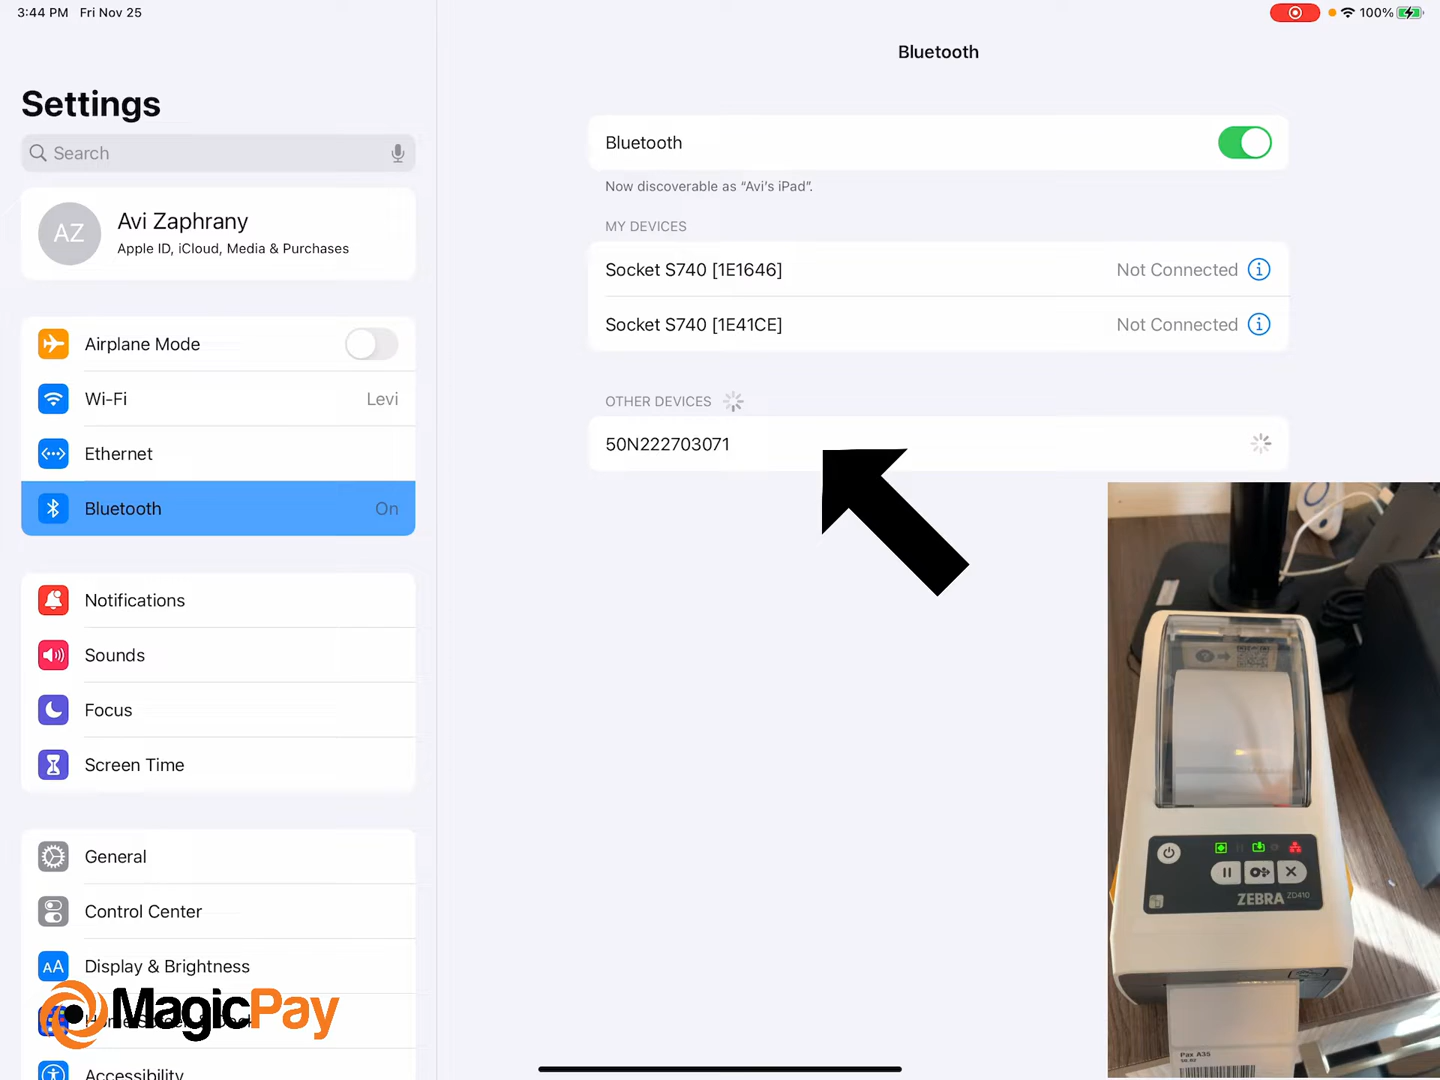 3:44 PM Fri Nov 25
100%
Settings
Search
AZ
Avi Zaphrany
Apple ID, iCloud, Media & Purchases
Airplane Mode
Wi-Fi Levi
Ethernet
Bluetooth On
Notifications
Sounds
Focus
Screen Time
General
Control Center
AA Display & Brightness
MagicPay
Accessibility
Bluetooth
Bluetooth
Now discoverable as “Avi's iPad”.
MY DEVICES
Socket S740 [1E1646] Not Connected
Socket S740 [1E41CE] Not Connected
OTHER DEVICES
50N222703071
ZEBRA ZD410
Pax A35